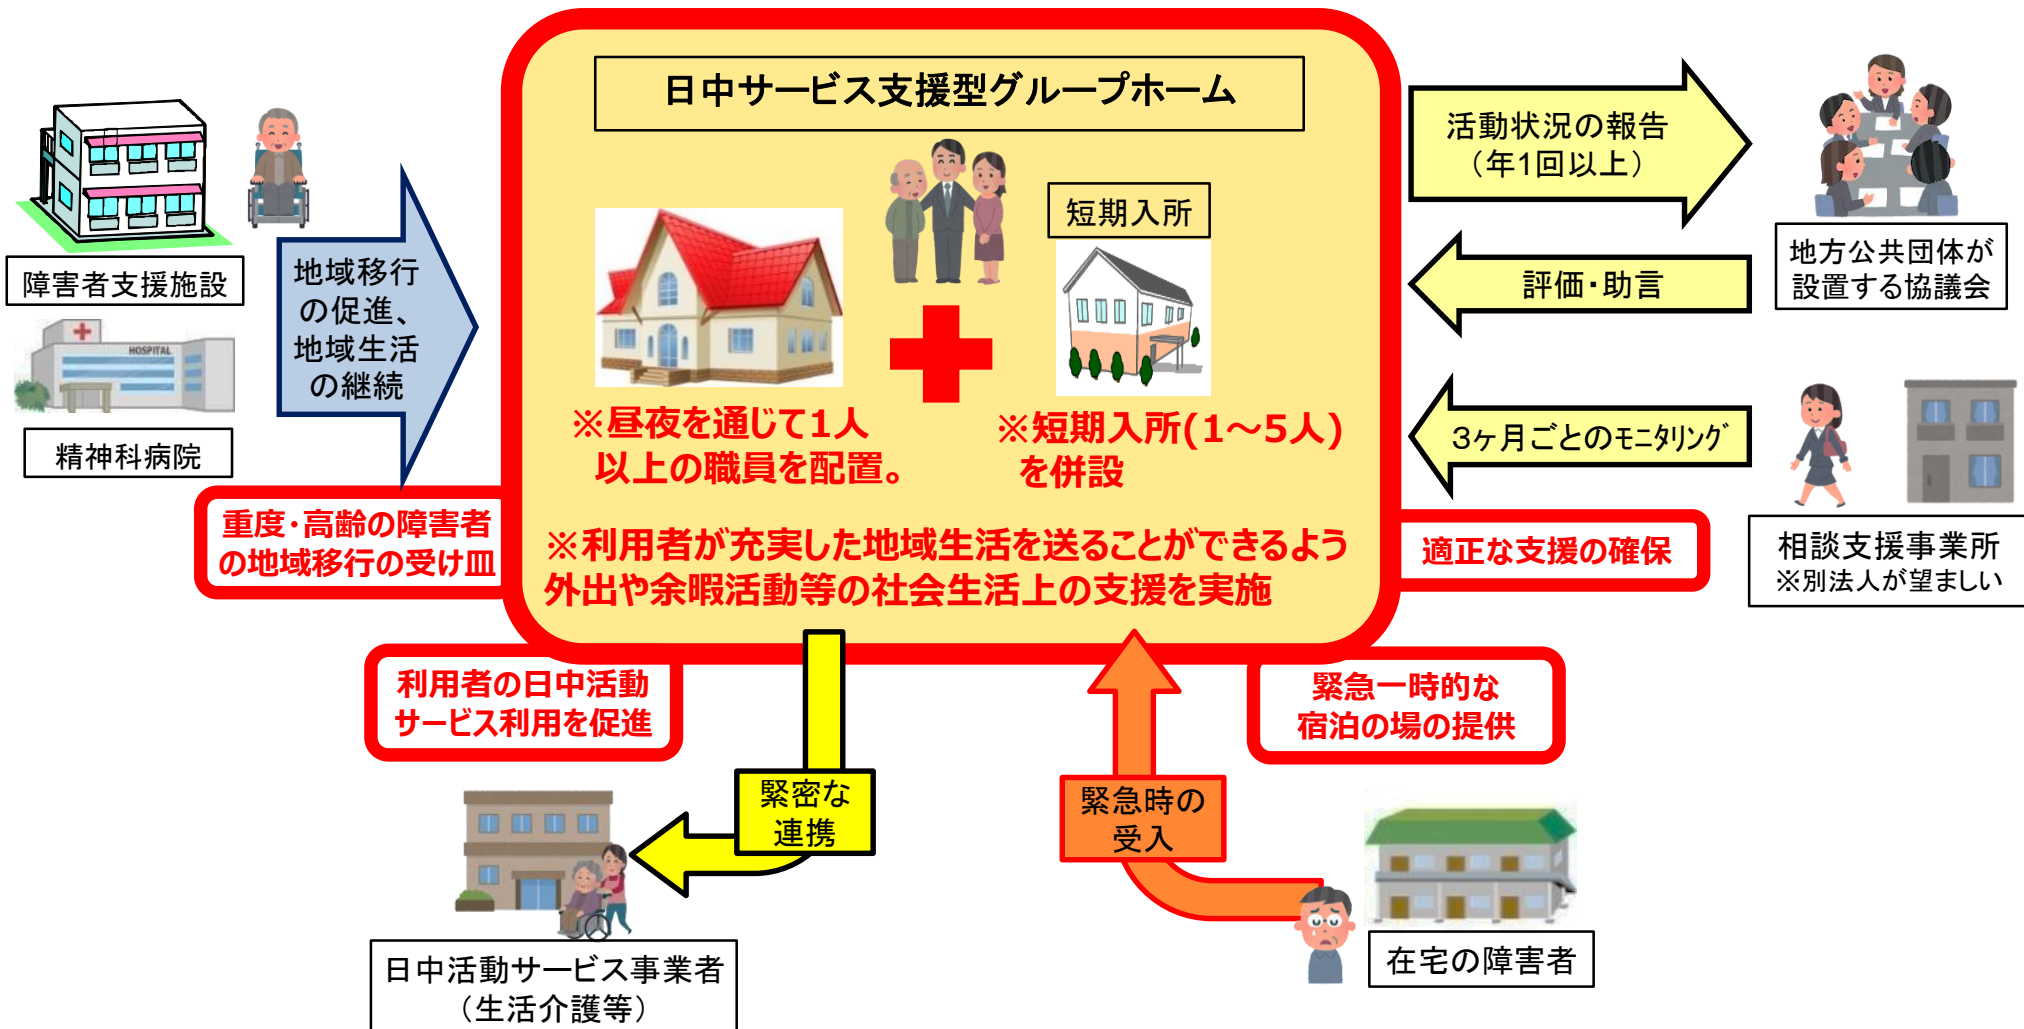 日中サービス支援型グループホーム
障害者支援施設
HOSPITAL
精神科病院
地域移行
の促進、
地域生活
の継続
短期入所
※昼夜を通じて1人
以上の職員を配置。
※短期入所(1～5人)
を併設
※利用者が充実した地域生活を送ることができるよう
外出や余暇活動等の社会生活上の支援を実施
活動状況の報告
（年1回以上）
評価・助言
地方公共団体が
設置する協議会
3ヶ月ごとのﾓﾆﾀﾘﾝｸﾞ
相談支援事業所
※別法人が望ましい
重度・高齢の障害者
の地域移行の受け皿
適正な支援の確保
利用者の日中活動
サービス利用を促進
緊急一時的な
宿泊の場の提供
緊密な
連携
緊急時の
受入
日中活動サービス事業者
（生活介護等）
在宅の障害者